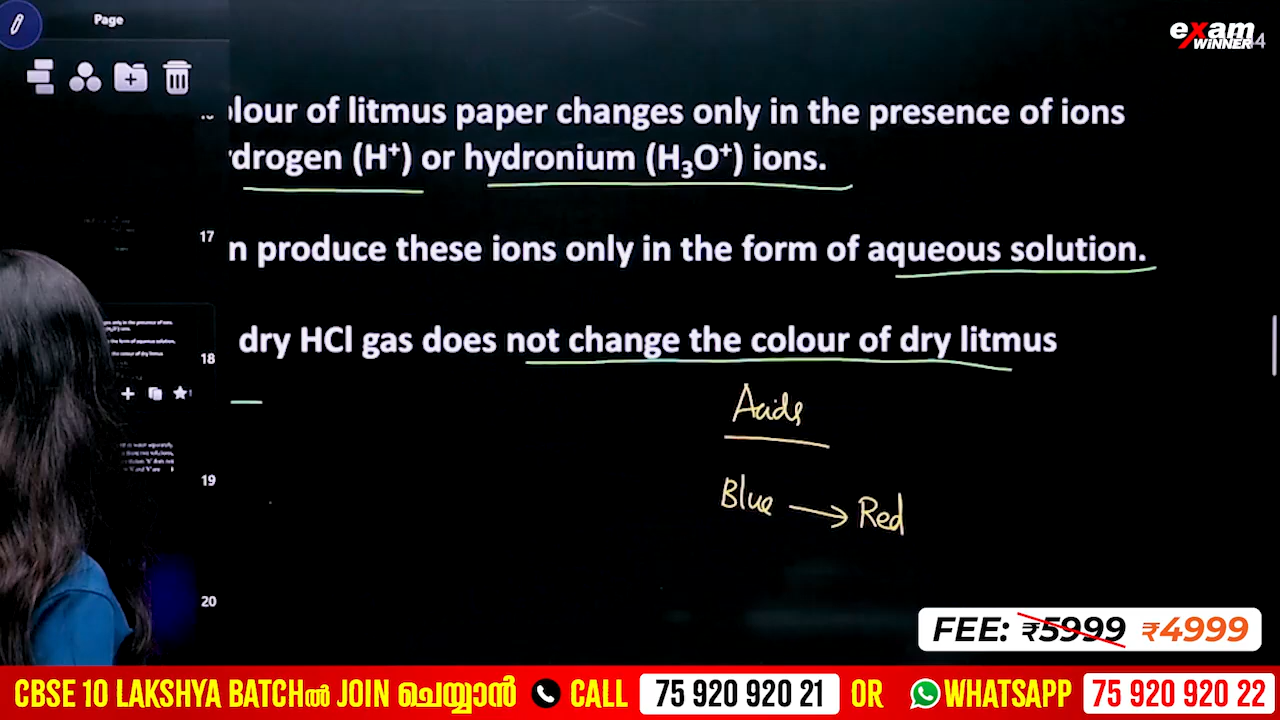 Page
exam
WINNER
olour of litmus paper changes only in the presence of ions
drogen (H⁺) or hydronium (H₃O⁺) ions.
17
n produce these ions only in the form of aqueous solution.
18
dry HCl gas does not change the colour of dry litmus
Acids
19
Blue → Red
20
FEE: ₹5999 ₹4999
CBSE 10 LAKSHYA BATCHൽ JOIN ചെയ്യാൻ CALL 75 920 920 21 OR WHATSAPP 75 920 920 22